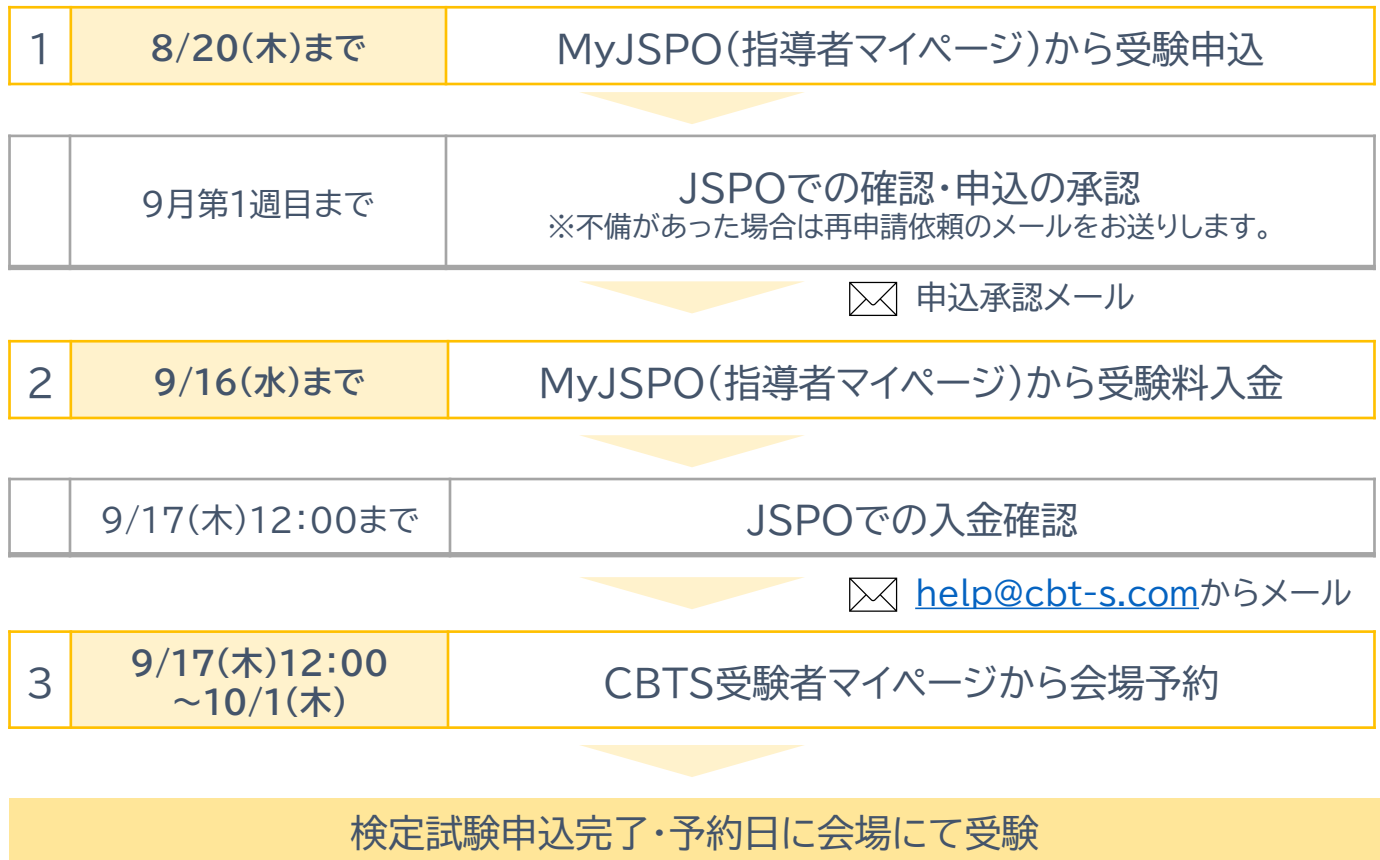 1 8/20(木)まで MyJSPO(指導者マイページ)から受験申込
9月第1週目まで JSPOでの確認・申込の承認
※不備があった場合は再申請依頼のメールをお送りします。
申込承認メール
2 9/16(水)まで MyJSPO(指導者マイページ)から受験料入金
9/17(木)12:00まで JSPOでの入金確認
help@cbt-s.comからメール
3 9/17(木)12:00
~10/1(木) CBTS受験者マイページから会場予約
検定試験申込完了・予約日に会場にて受験